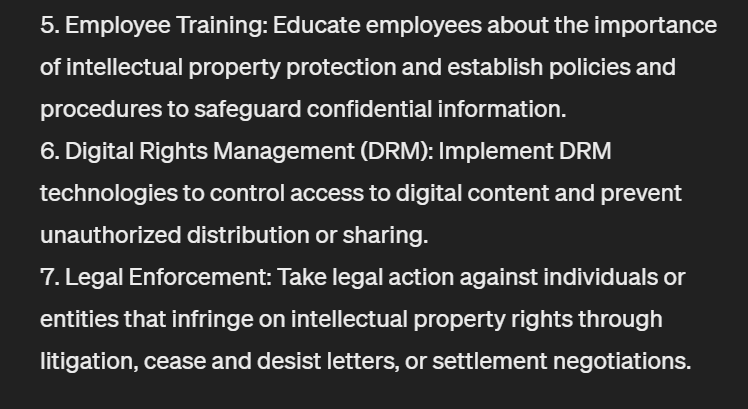 5. Employee Training: Educate employees about the importance
of intellectual property protection and establish policies and
procedures to safeguard confidential information.
6. Digital Rights Management (DRM): Implement DRM
technologies to control access to digital content and prevent
unauthorized distribution or sharing.
7. Legal Enforcement: Take legal action against individuals or
entities that infringe on intellectual property rights through
litigation, cease and desist letters, or settlement negotiations.